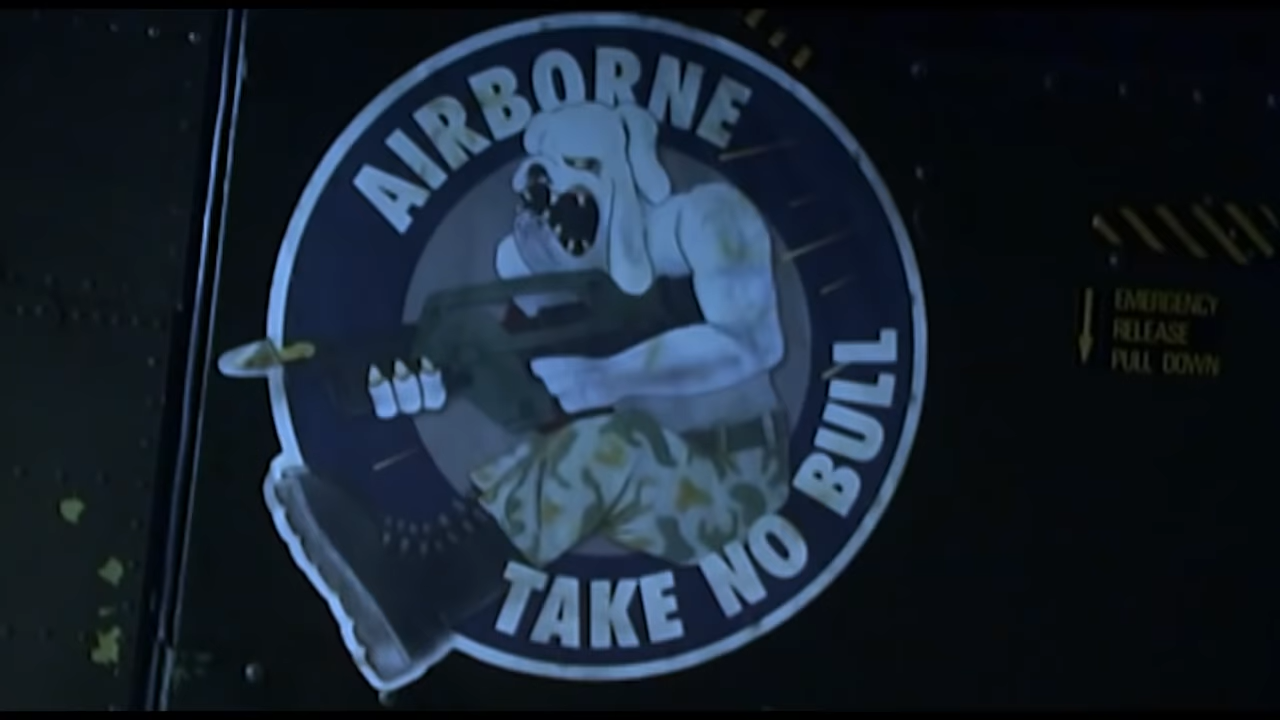 AIRBORNE
TAKE NO BULL
EMERGENCY
RELEASE
PULL DOWN